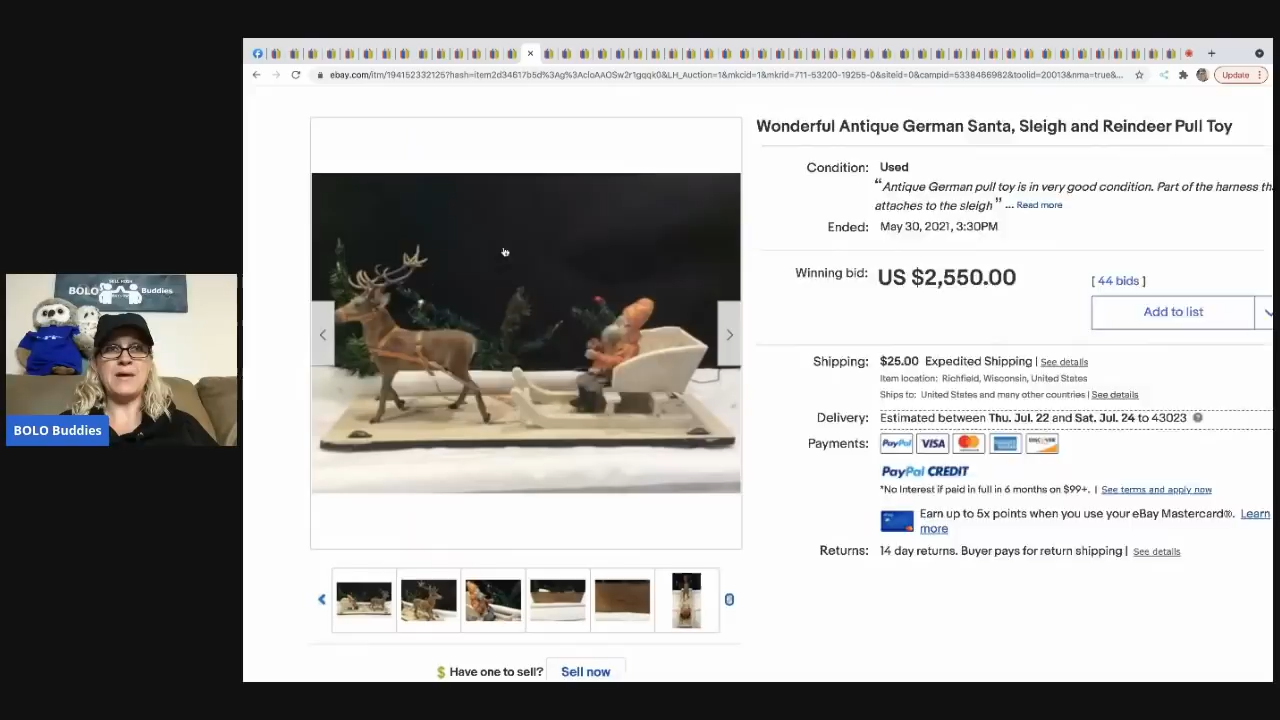 ebay.com/itm/194152332125?hash=item2d34617b5d%3Ag%3AcloAAOSw2r1gqqk0&LH_Auction=1&mkcid=1&mkrid=711-53200-19255-0&siteid=0&campid=5338466982&toolid=20013&nma=true&...
Update
Wonderful Antique German Santa, Sleigh and Reindeer Pull Toy
Condition: Used
“Antique German pull toy is in very good condition. Part of the harness th
attaches to the sleigh” ... Read more
Ended: May 30, 2021, 3:30PM
Winning bid: US $2,550.00 [ 44 bids ]
Add to list
Shipping: $25.00 Expedited Shipping | See details
Item location: Richfield, Wisconsin, United States
Ships to: United States and many other countries | See details
Delivery: Estimated between Thu. Jul. 22 and Sat. Jul. 24 to 43023
Payments: PayPal VISA DISCOVER
PayPal CREDIT
*No Interest if paid in full in 6 months on $99+. | See terms and apply now
Earn up to 5x points when you use your eBay Mastercard®. Learn
more
Returns: 14 day returns. Buyer pays for return shipping | See details
Have one to sell? Sell now
BOLO Buddies
BOLO Buddies